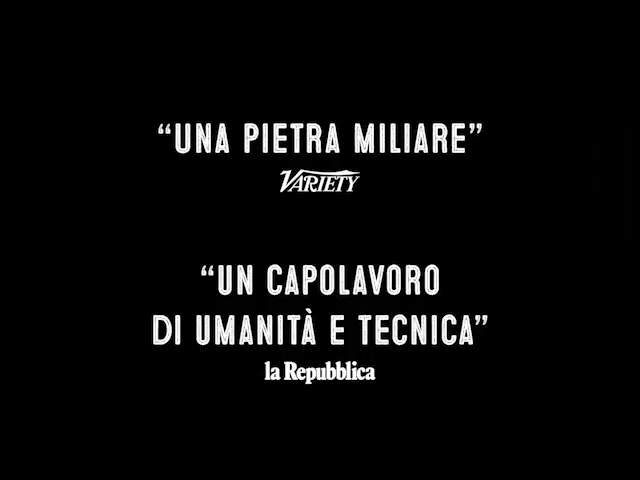 “UNA PIETRA MILIARE”
VARIETY
“UN CAPOLAVORO
DI UMANITÀ E TECNICA”
la Repubblica